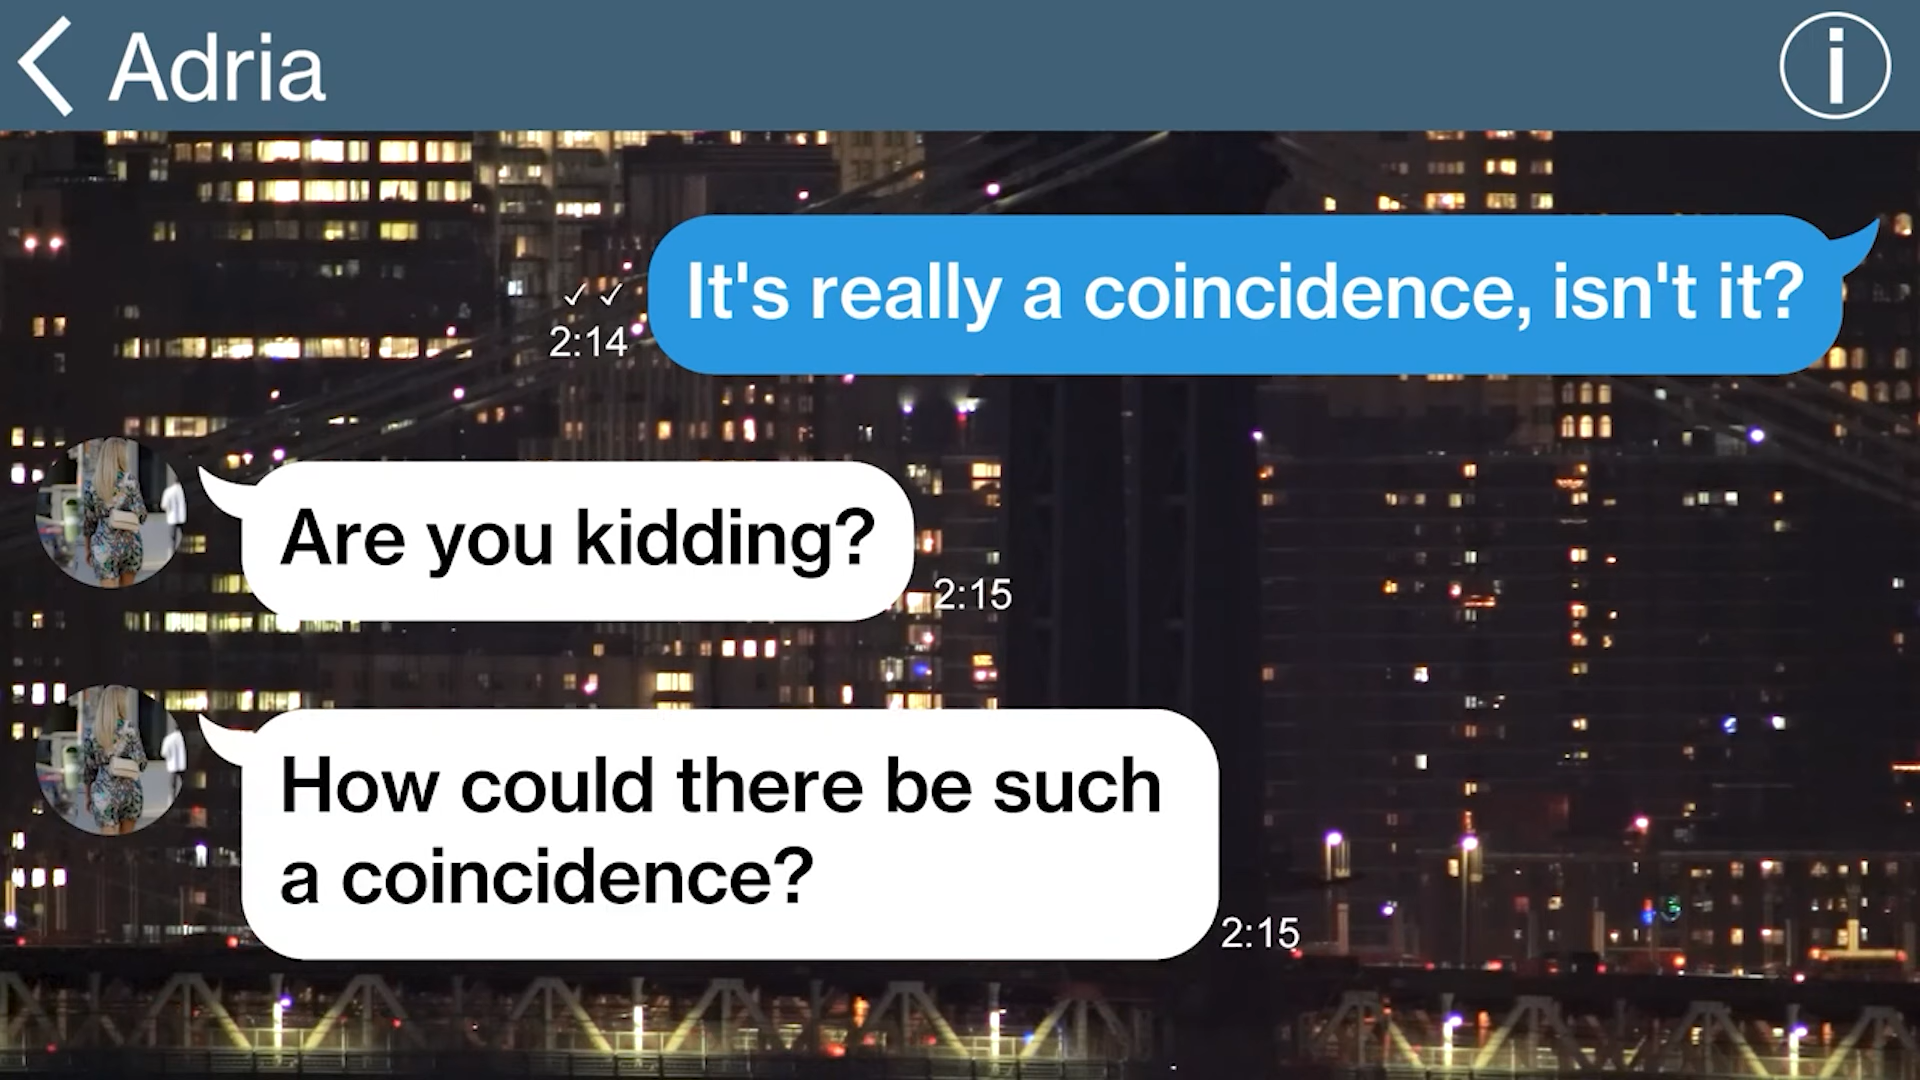 Adria
It's really a coincidence, isn't it?
2:14
Are you kidding?
2:15
How could there be such
a coincidence?
2:15